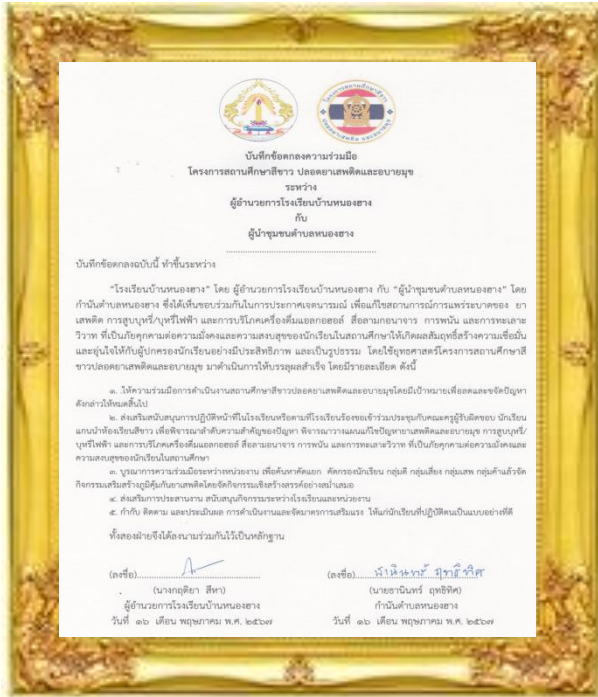 โครงการสถานศึกษาสีขาว
ปลอดยาเสพติด และอบายมุข
บันทึกข้อตกลงความร่วมมือ
โครงการสถานศึกษาสีขาว ปลอดยาเสพติดและอบายมุข
ระหว่าง
ผู้อำนวยการโรงเรียนบ้านหนองฮาง
กับ
ผู้นำชุมชนตำบลหนองฮาง
บันทึกข้อตกลงฉบับนี้ ทำขึ้นระหว่าง
"โรงเรียนบ้านหนองฮาง" โดย ผู้อำนวยการโรงเรียนบ้านหนองฮาง กับ "ผู้นำชุมชนตำบลหนองฮาง" โดย
กำนันตำบลหนองฮาง ซึ่งได้เห็นชอบร่วมกันในการประกาศเจตนารมณ์ เพื่อแก้ไขสถานการณ์การแพร่ระบาดของ ยา
เสพติด การสูบบุหรี่/บุหรี่ไฟฟ้า และการบริโภคเครื่องดื่มแอลกอฮอล์ สื่อลามกอนาจาร การพนัน และการทะเลาะ
วิวาท ที่เป็นภัยคุกคามต่อความมั่งคงและความสงบสุขของนักเรียนในสถานศึกษาให้เกิดผลสัมฤทธิ์สร้างความเชื่อมั่น
และอุ่นใจให้กับผู้ปกครองนักเรียนอย่างมีประสิทธิภาพ และเป็นรูปธรรม โดยใช้ยุทธศาสตร์โครงการสถานศึกษาสี
ขาวปลอดยาเสพติดและอบายมุข มาดำเนินการให้บรรลุผลสำเร็จ โดยมีรายละเอียด ดังนี้
๑. .ให้ความร่วมมือการดำเนินงานสถานศึกษาสีขาวปลอดยาเสพติดและอบายมุขโดยมีเป้าหมายเพื่อลดและขจัดปัญหา
ดังกล่าวให้หมดสิ้นไป
๒. ส่งเสริมสนับสนุนการปฏิบัติหน้าที่ในโรงเรียนหรือตามที่โรงเรียนร้องขอเข้าร่วมประชุมกับคณะครูผู้รับผิดชอบ นักเรียน
แกนนำห้องเรียนสีขาว เพื่อพิจารณาลำดับความสำคัญของปัญหา พิจารณาวางแผนแก้ไขปัญหายาเสพติดและอบายมุข การสูบบุหรี่/
บุหรี่ไฟฟ้า และการบริโภคเครื่องดื่มแอลกอฮอล์ สื่อลามอนาจาร การพนัน และการทะเลาะวิวาท ที่เป็นภัยคุกคามต่อความมั่งคงและ
ความสงบสุขของนักเรียนในสถานศึกษา
๓. บูรณาการความร่วมมือระหว่างหน่วยงาน เพื่อค้นหาคัดแยก คัดกรองนักเรียน กลุ่มดี กลุ่มเสี่ยง กลุ่มเสพ กลุ่มค้าแล้วจัด
กิจกรรมเสริมสร้างภูมิคุ้มกันยาเสพติดโดยจัดกิจกรรมเชิงสร้างสรรค์อย่างสม่ำเสมอ
๔. ส่งเสริมการประสานงาน สนับสนุนกิจกรรมระหว่างโรงเรียนและหน่วยงาน
๕. กำกับ ติดตาม และประเมินผล การดำเนินงานและจัดมาตรการเสริมแรง ให้แก่นักเรียนที่ปฏิบัติตนเป็นแบบอย่างที่ดี
ทั้งสองฝ่ายจึงได้ลงนามร่วมกันไว้เป็นหลักฐาน
(ลงชื่อ) (ลงชื่อ) ธานินทร์ ฤทธิทิศ
(นางกฤติยา สีหา) (นายธานินทร์ ฤทธิทิศ)
ผู้อำนวยการโรงเรียนบ้านหนองฮาง กำนันตำบลหนองฮาง
วันที่ ๑๖ เดือน พฤษภาคม พ.ศ. ๒๕๖๗ วันที่ ๑๖ เดือน พฤษภาคม พ.ศ. ๒๕๖๗